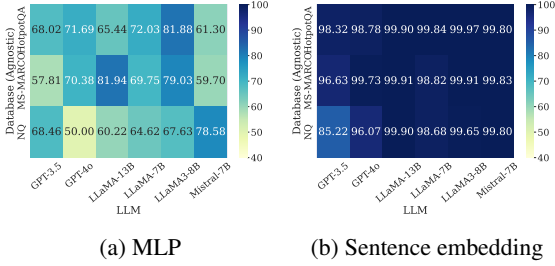 Database (Agnostic)
NQ MS-MARCO HotpotQA
68.02 71.69 65.44 72.03 81.88 61.30
57.81 70.38 81.94 69.75 79.03 59.70
68.46 50.00 60.22 64.62 67.63 78.58
GPT-3.5 GPT-4o LLaMA-13B LLaMA-7B LLaMA3-8B Mistral-7B
LLM
100
90
80
70
60
50
40
(a) MLP
Database (Agnostic)
NQ MS-MARCO HotpotQA
98.32 98.78 99.90 99.84 99.97 99.80
96.63 99.73 99.91 98.82 99.91 99.83
85.22 96.07 99.90 98.68 99.65 99.80
GPT-3.5 GPT-4o LLaMA-13B LLaMA-7B LLaMA3-8B Mistral-7B
LLM
100
90
80
70
60
50
40
(b) Sentence embedding